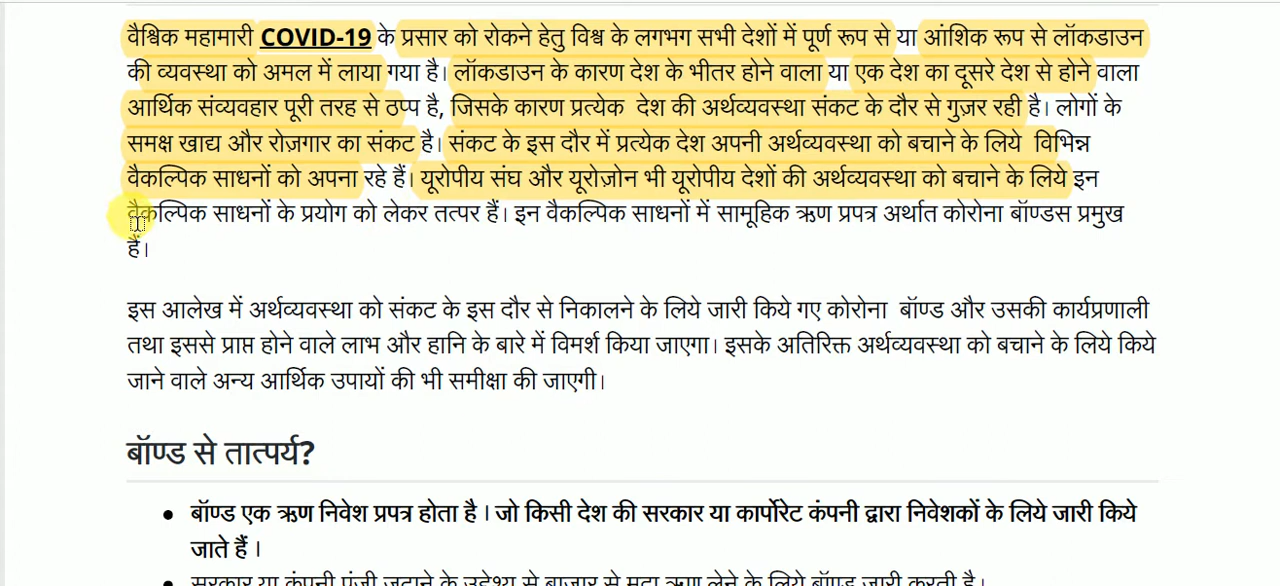 वैश्विक महामारी COVID-19 के प्रसार को रोकने हेतु विश्व के लगभग सभी देशों में पूर्ण रूप से या आंशिक रूप से लॉकडाउन
की व्यवस्था को अमल में लाया गया है। लॉकडाउन के कारण देश के भीतर होने वाला या एक देश का दूसरे देश से होने वाला
आर्थिक संव्यवहार पूरी तरह से ठप्प है, जिसके कारण प्रत्येक देश की अर्थव्यवस्था संकट के दौर से गुज़र रही है। लोगों के
समक्ष खाद्य और रोज़गार का संकट है। संकट के इस दौर में प्रत्येक देश अपनी अर्थव्यवस्था को बचाने के लिये विभिन्न
वैकल्पिक साधनों को अपना रहे हैं। यूरोपीय संघ और यूरोज़ोन भी यूरोपीय देशों की अर्थव्यवस्था को बचाने के लिये इन
वैकल्पिक साधनों के प्रयोग को लेकर तत्पर हैं। इन वैकल्पिक साधनों में सामूहिक ऋण प्रपत्र अर्थात कोरोना बॉण्डस प्रमुख
हैं।
इस आलेख में अर्थव्यवस्था को संकट के इस दौर से निकालने के लिये जारी किये गए कोरोना बॉण्ड और उसकी कार्यप्रणाली
तथा इससे प्राप्त होने वाले लाभ और हानि के बारे में विमर्श किया जाएगा। इसके अतिरिक्त अर्थव्यवस्था को बचाने के लिये किये
जाने वाले अन्य आर्थिक उपायों की भी समीक्षा की जाएगी।
बॉण्ड से तात्पर्य?
• बॉण्ड एक ऋण निवेश प्रपत्र होता है। जो किसी देश की सरकार या कार्पोरेट कंपनी द्वारा निवेशकों के लिये जारी किये
जाते हैं।
• सरकार या कंपनी पूंजी जुटाने के उद्देश्य से बाज़ार से मुद्रा ऋण लेने के लिये बॉण्ड जारी करती है।